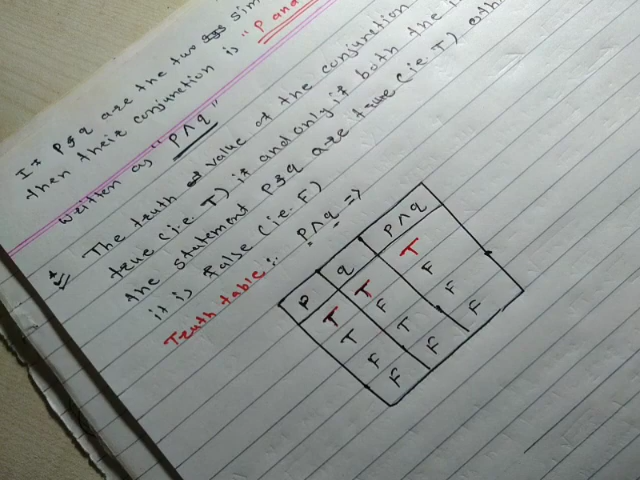 If P & q are the two sim
then their conjunction is "P and
written as "P∧q"
* The truth value of the conjunction
true (i.e. T) if and only if both the
the statement P & q are true (i.e. T) oth
it is False (i.e. F)
Truth table: P∧q =>
P q P∧q
T T T
T F F
F T F
F F F